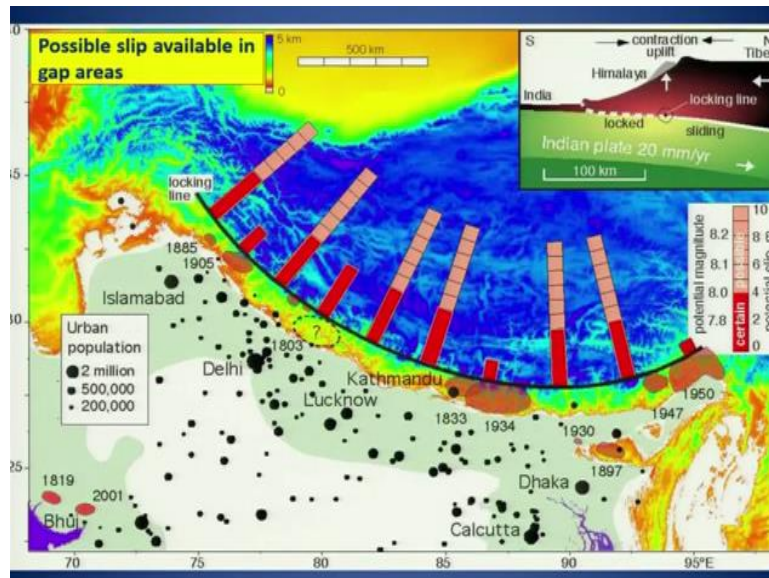 Possible slip available in
gap areas
5 km
0
500 km
S
contraction
uplift
Himalaya
Tibe
India
locking line
locked
sliding
Indian plate 20 mm/yr
100 km
locking
line
1885
1905
Islamabad
Urban
population
2 million
500,000
200,000
?
1803
Delhi
Lucknow
Kathmandu
1833
1934
1930
1947
1950
1897
Dhaka
Calcutta
1819
2001
Bhuj
potential magnitude
8.2
8.0
7.8
certain
possible
10
8
6
4
2
0
70
75
80
85
90
95°E
30
25